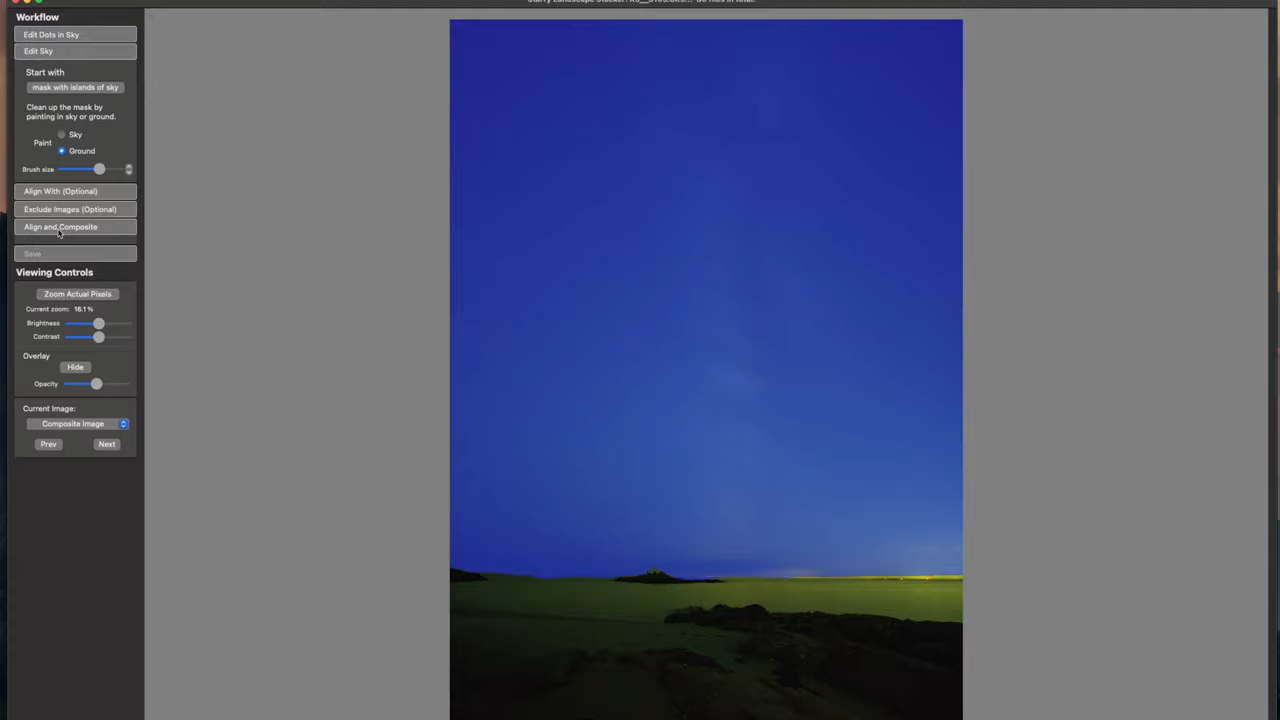 Workflow
Edit Dots in Sky
Edit Sky
Start with
mask with islands of sky
Clean up the mask by
painting in sky or ground.
Paint
Sky
Ground
Brush size
Align With (Optional)
Exclude Images (Optional)
Align and Composite
Save
Viewing Controls
Zoom Actual Pixels
Current zoom: 16.1%
Brightness
Contrast
Overlay
Hide
Opacity
Current Image:
Composite Image
Prev Next